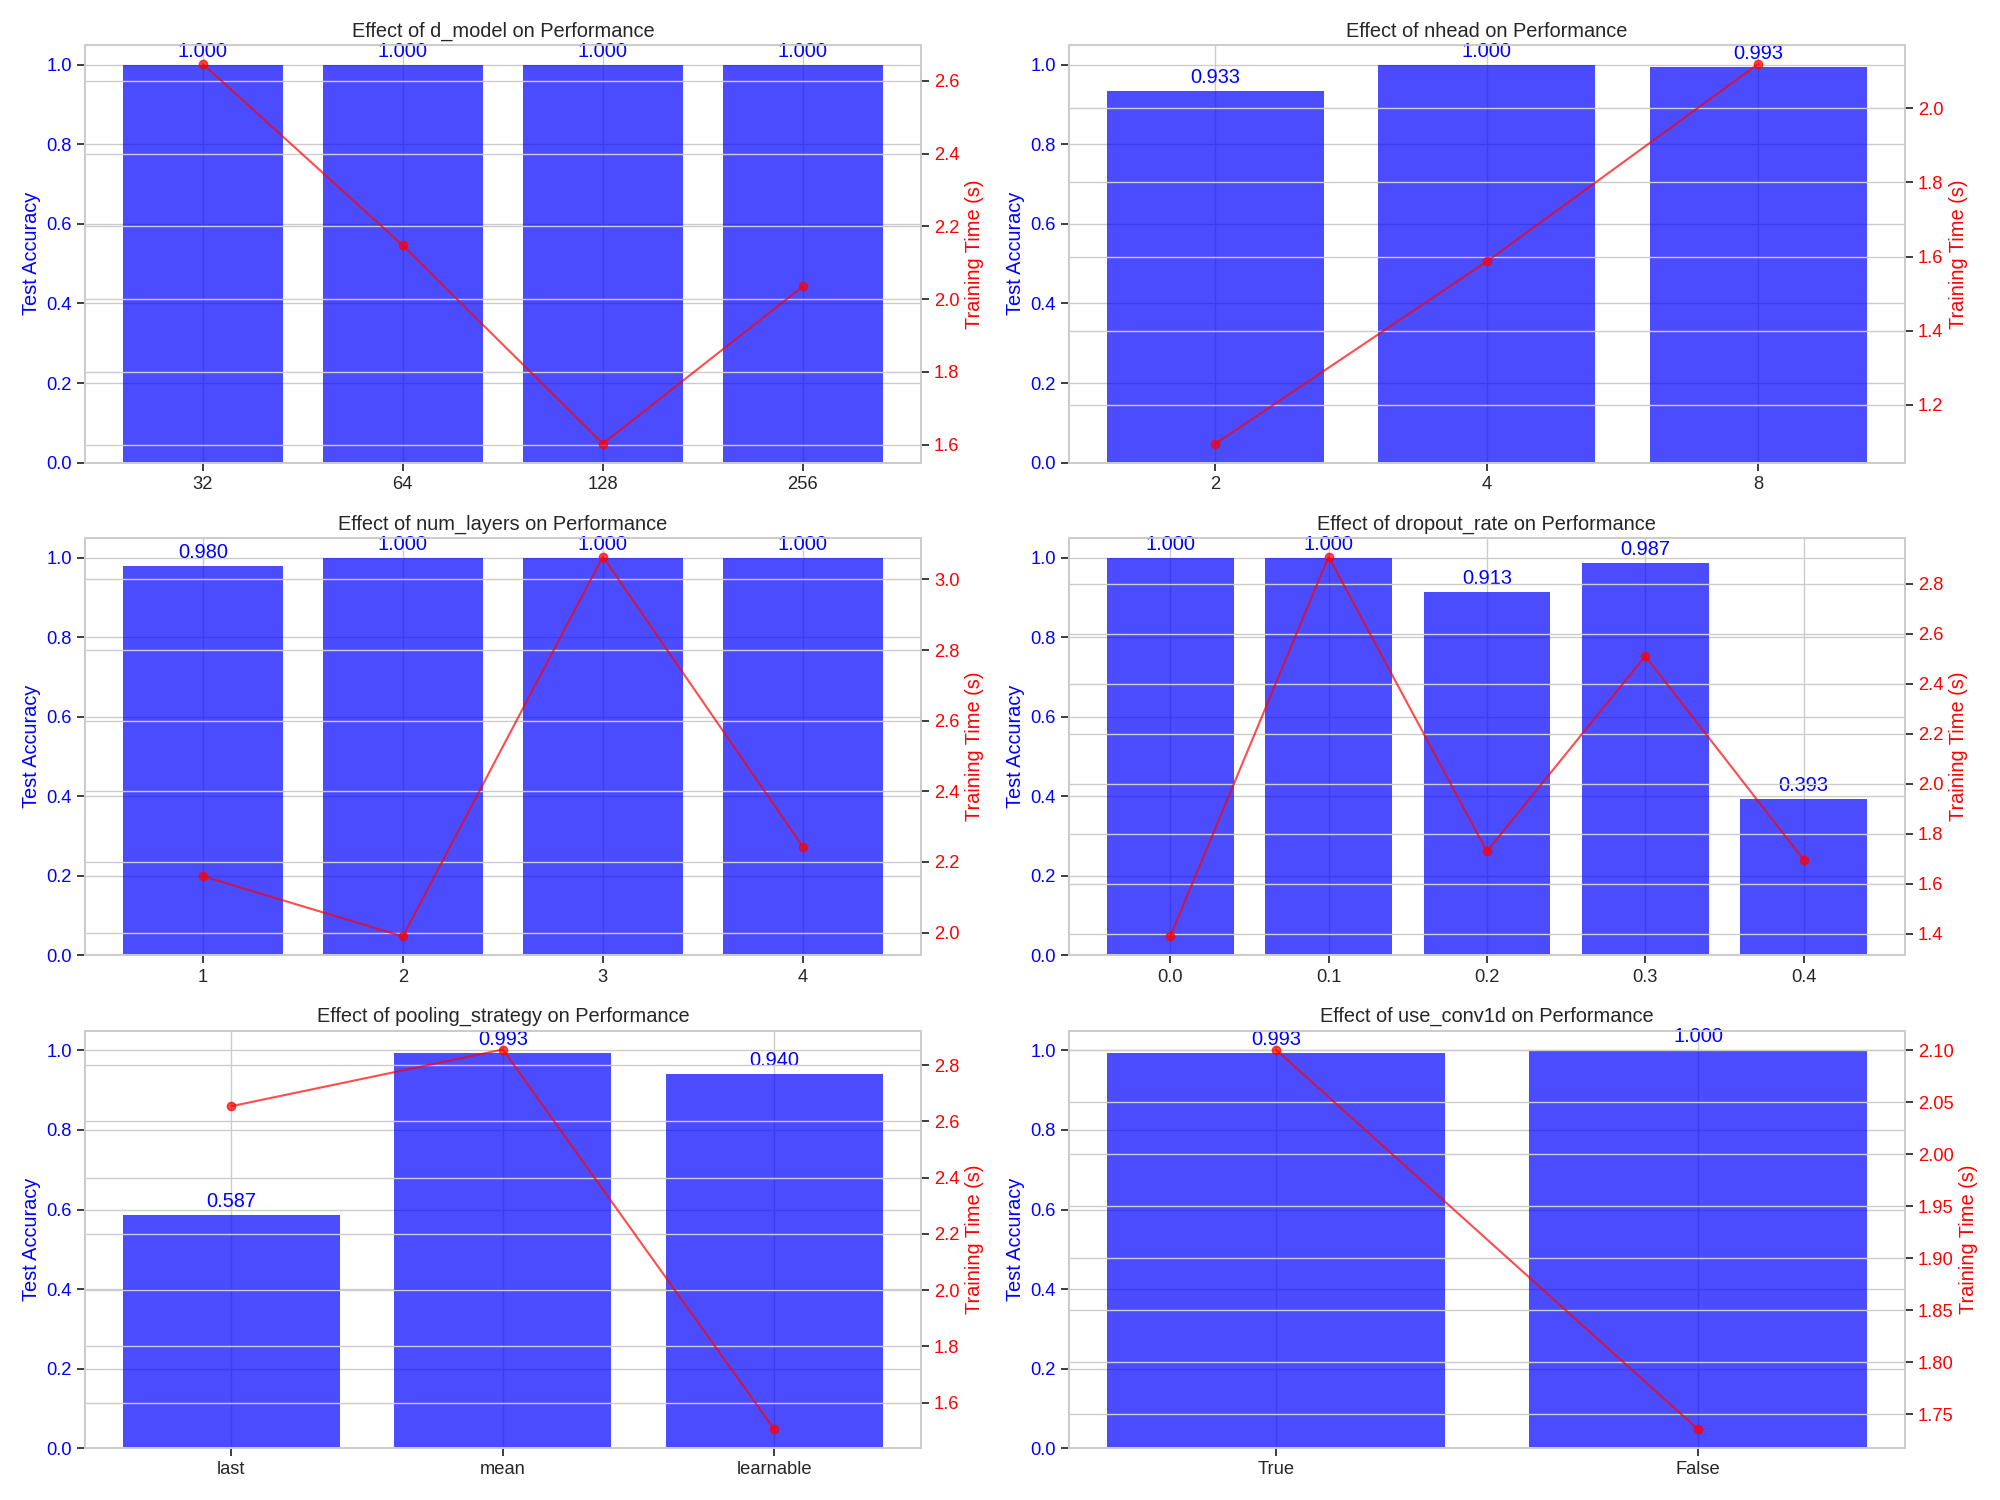 Effect of d_model on Performance
1.000 1.000 1.000 1.000
1.0
0.8
0.6
0.4
0.2
0.0
Test Accuracy
2.6
2.4
2.2
2.0
1.8
1.6
Training Time (s)
32 64 128 256
Effect of nhead on Performance
0.933 1.000 0.993
1.0
0.8
0.6
0.4
0.2
0.0
Test Accuracy
2.0
1.8
1.6
1.4
1.2
Training Time (s)
2 4 8
Effect of num_layers on Performance
0.980 1.000 1.000 1.000
1.0
0.8
0.6
0.4
0.2
0.0
Test Accuracy
3.0
2.8
2.6
2.4
2.2
2.0
Training Time (s)
1 2 3 4
Effect of dropout_rate on Performance
1.000 1.000 0.913 0.987 0.393
1.0
0.8
0.6
0.4
0.2
0.0
Test Accuracy
2.8
2.6
2.4
2.2
2.0
1.8
1.6
1.4
Training Time (s)
0.0 0.1 0.2 0.3 0.4
Effect of pooling_strategy on Performance
0.587 0.993 0.940
1.0
0.8
0.6
0.4
0.2
0.0
Test Accuracy
2.8
2.6
2.4
2.2
2.0
1.8
1.6
Training Time (s)
last mean learnable
Effect of use_conv1d on Performance
0.993 1.000
1.0
0.8
0.6
0.4
0.2
0.0
Test Accuracy
2.10
2.05
2.00
1.95
1.90
1.85
1.80
1.75
Training Time (s)
True False